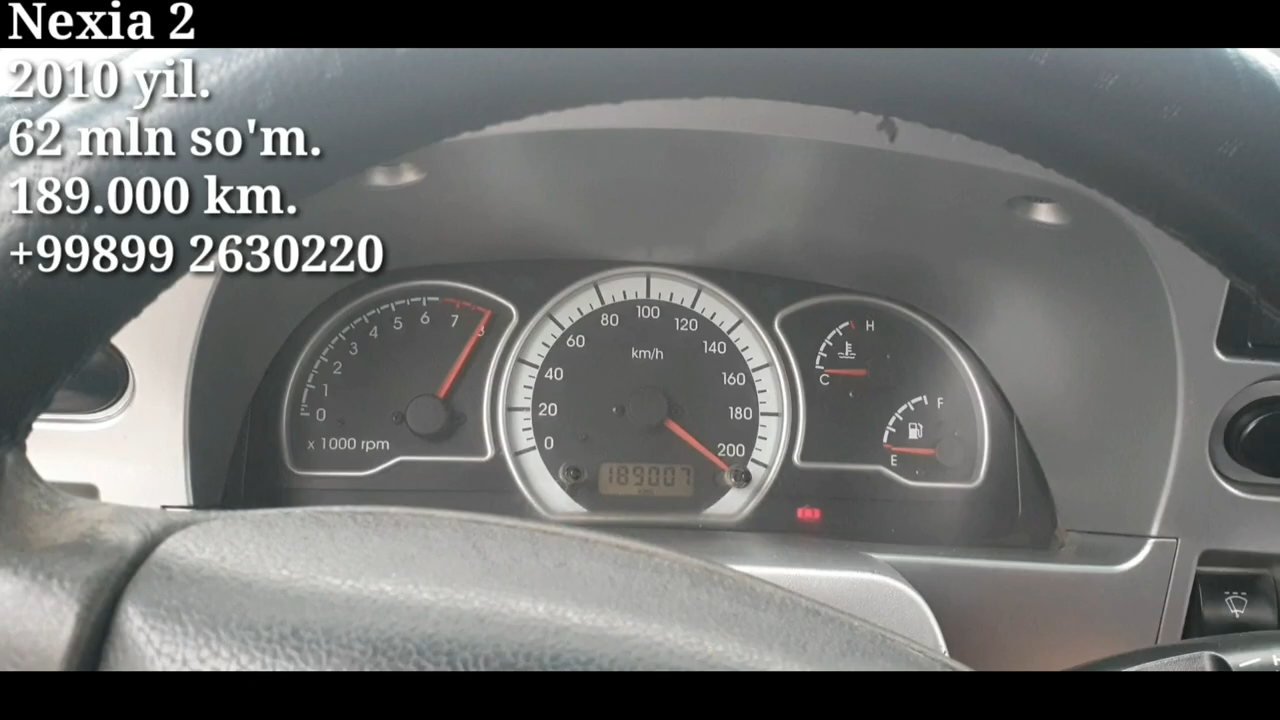 Nexia 2
2010 yil.
62 mln so'm.
189.000 km.
+99899 2630220
0 1 2 3 4 5 6 7 8
x 1000 rpm
0 20 40 60 80 100 120 140 160 180 200
km/h
189007
H
C
F
E